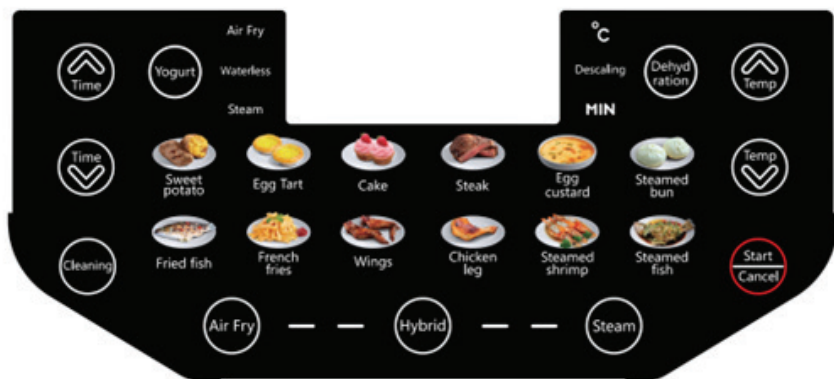 Air Fry
°C
Time
Yogurt
Waterless
Descaling
Dehyd
ration
Temp
Steam
MIN
Time
Temp
Sweet
potato
Egg Tart
Cake
Steak
Egg
custard
Steamed
bun
Cleaning
Fried fish
French
fries
Wings
Chicken
leg
Steamed
shrimp
Steamed
fish
Start
Cancel
Air Fry
Hybrid
Steam